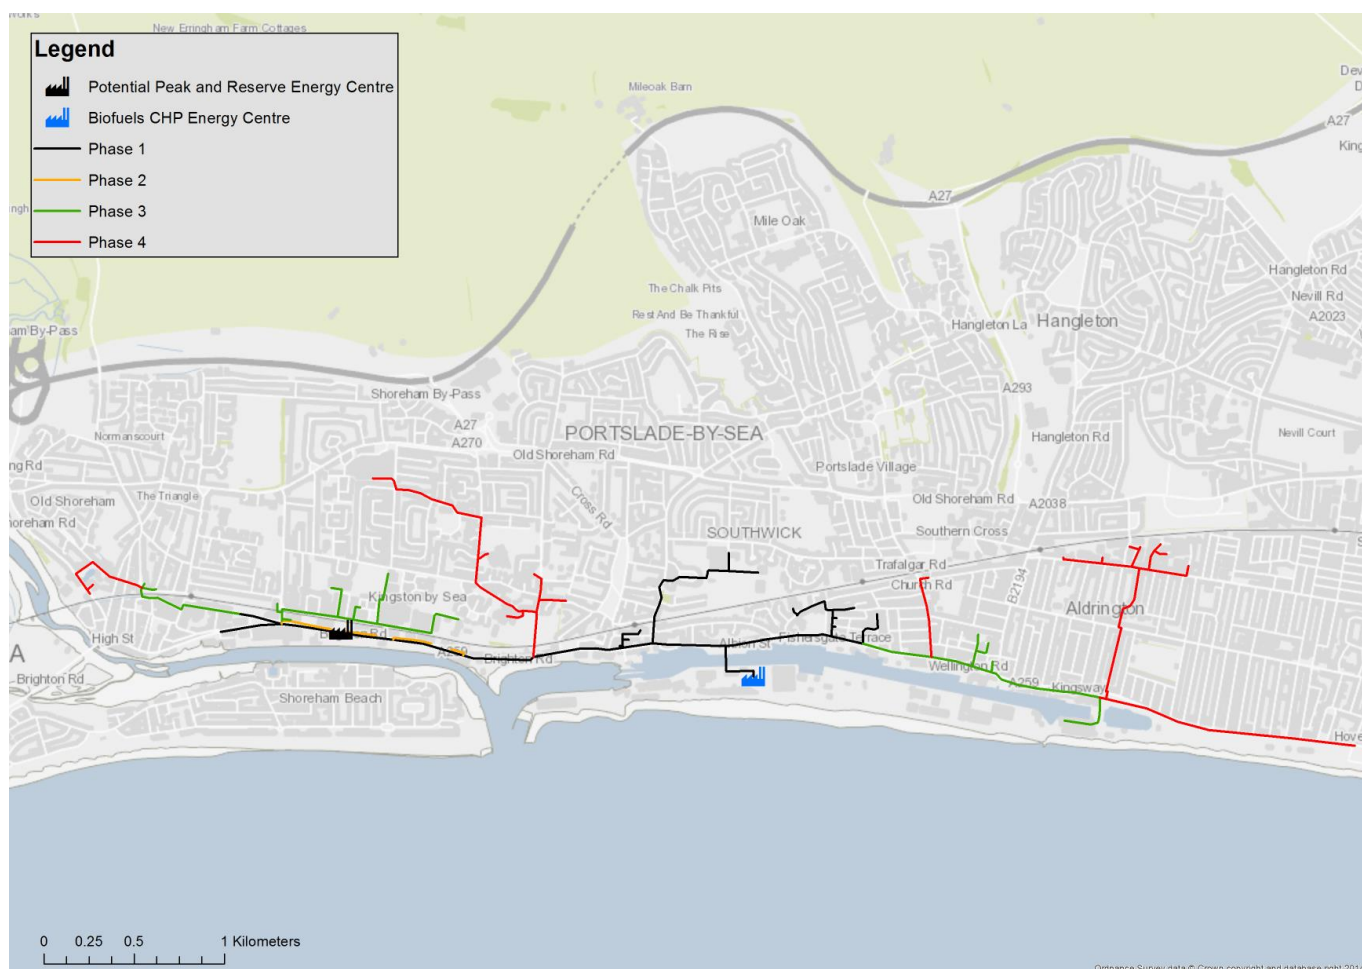 New Erringham Farm Cottages
Legend
Potential Peak and Reserve Energy Centre
Biofuels CHP Energy Centre
Phase 1
Phase 2
Phase 3
Phase 4
Mileoak Barn
A27
A27
Mile Oak
The Chalk Pits
Rest And Be Thankful
The Rise
Hangleton La
Hangleton
Hangleton Rd
Nevill Rd
A2023
Shoreham By-Pass
A27
A270
A293
Normanscourt
PORTSLADE-BY-SEA
Old Shoreham Rd
Hangleton Rd
Nevill Court
Portslade Village
Old Shoreham
The Triangle
Cross Rd
Old Shoreham Rd
A2038
SOUTHWICK
Southern Cross
Trafalgar Rd
Church Rd
B2194
Kingston by Sea
Aldrington
High St
Albion St
Fishersgate Terrace
A259
Brighton Rd
Wellington Rd
Brighton Rd
A259
Kingsway
Shoreham Beach
0 0.25 0.5 1 Kilometers